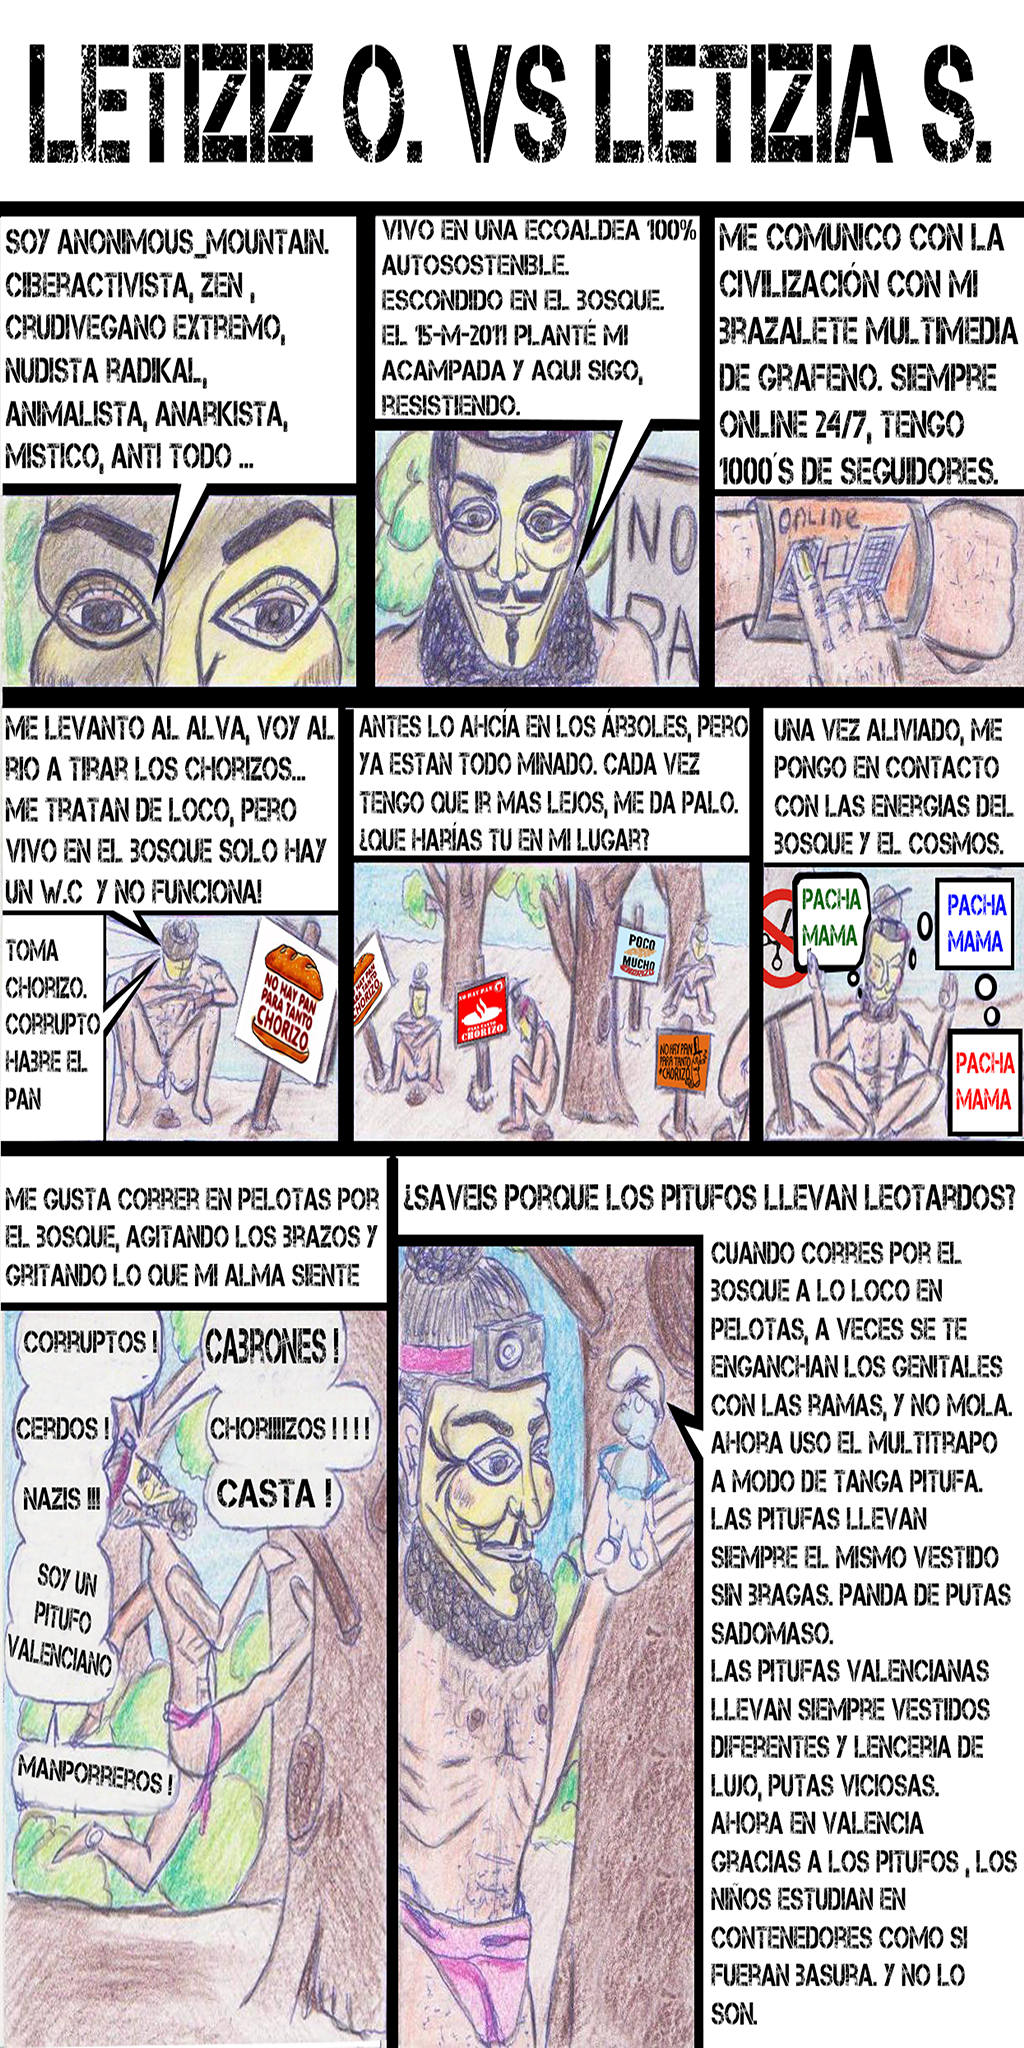 LETIZIZ O. VS LETIZIA S.
SOY ANONIMOUS_MOUNTAIN.
CIBERACTIVISTA, ZEN ,
CRUDIVEGANO EXTREMO,
NUDISTA RADIKAL,
ANIMALISTA, ANARKISTA,
MISTICO, ANTI TODO ...
VIVO EN UNA ECOALDEA 100%
AUTOSOSTENIBLE.
ESCONDIDO EN EL BOSQUE.
EL 15-M-2011 PLANTÉ MI
ACAMPADA Y AQUI SIGO,
RESISTIENDO.
NO
PA
ME COMUNICO CON LA
CIVILIZACIÓN CON MI
BRAZALETE MULTIMEDIA
DE GRAFENO. SIEMPRE
ONLINE 24/7, TENGO
1000´S DE SEGUIDORES.
ONLINE
ME LEVANTO AL ALVA, VOY AL
RIO A TIRAR LOS CHORIZOS...
ME TRATAN DE LOCO, PERO
VIVO EN EL BOSQUE SOLO HAY
UN W.C Y NO FUNCIONA!
TOMA
CHORIZO.
CORRUPTO
HABRE EL
PAN
NO HAY PAN
PARA TANTO
CHORIZO
ANTES LO AHCÍA EN LOS ÁRBOLES, PERO
YA ESTAN TODO MINADO. CADA VEZ
TENGO QUE IR MAS LEJOS, ME DA PALO.
¿QUE HARÍAS TU EN MI LUGAR?
NO HAY PAN
PARA TANTO
CHORIZO
NO HAY PAN
PARA TANTO
CHORIZO
POCO
MUCHO
NO HAY PAN
PARA TANTO
CHORIZO
UNA VEZ ALIVIADO, ME
PONGO EN CONTACTO
CON LAS ENERGIAS DEL
BOSQUE Y EL COSMOS.
PACHA
MAMA
PACHA
MAMA
PACHA
MAMA
ME GUSTA CORRER EN PELOTAS POR
EL BOSQUE, AGITANDO LOS BRAZOS Y
GRITANDO LO QUE MI ALMA SIENTE
CORRUPTOS !
CABRONES !
CERDOS !
CHORIIIIZOS ! ! ! !
NAZIS !!!
CASTA !
SOY UN
PITUFO
VALENCIANO
MANPORREROS !
¿SAVEIS PORQUE LOS PITUFOS LLEVAN LEOTARDOS?
CUANDO CORRES POR EL
BOSQUE A LO LOCO EN
PELOTAS, A VECES SE TE
ENGANCHAN LOS GENITALES
CON LAS RAMAS, Y NO MOLA.
AHORA USO EL MULTITRAPO
A MODO DE TANGA PITUFA.
LAS PITUFAS LLEVAN
SIEMPRE EL MISMO VESTIDO
SIN BRAGAS. PANDA DE PUTAS
SADOMASO.
LAS PITUFAS VALENCIANAS
LLEVAN SIEMPRE VESTIDOS
DIFERENTES Y LENCERIA DE
LUJO, PUTAS VICIOSAS.
AHORA EN VALENCIA
GRACIAS A LOS PITUFOS , LOS
NIÑOS ESTUDIAN EN
CONTENEDORES COMO SI
FUERAN BASURA. Y NO LO
SON.